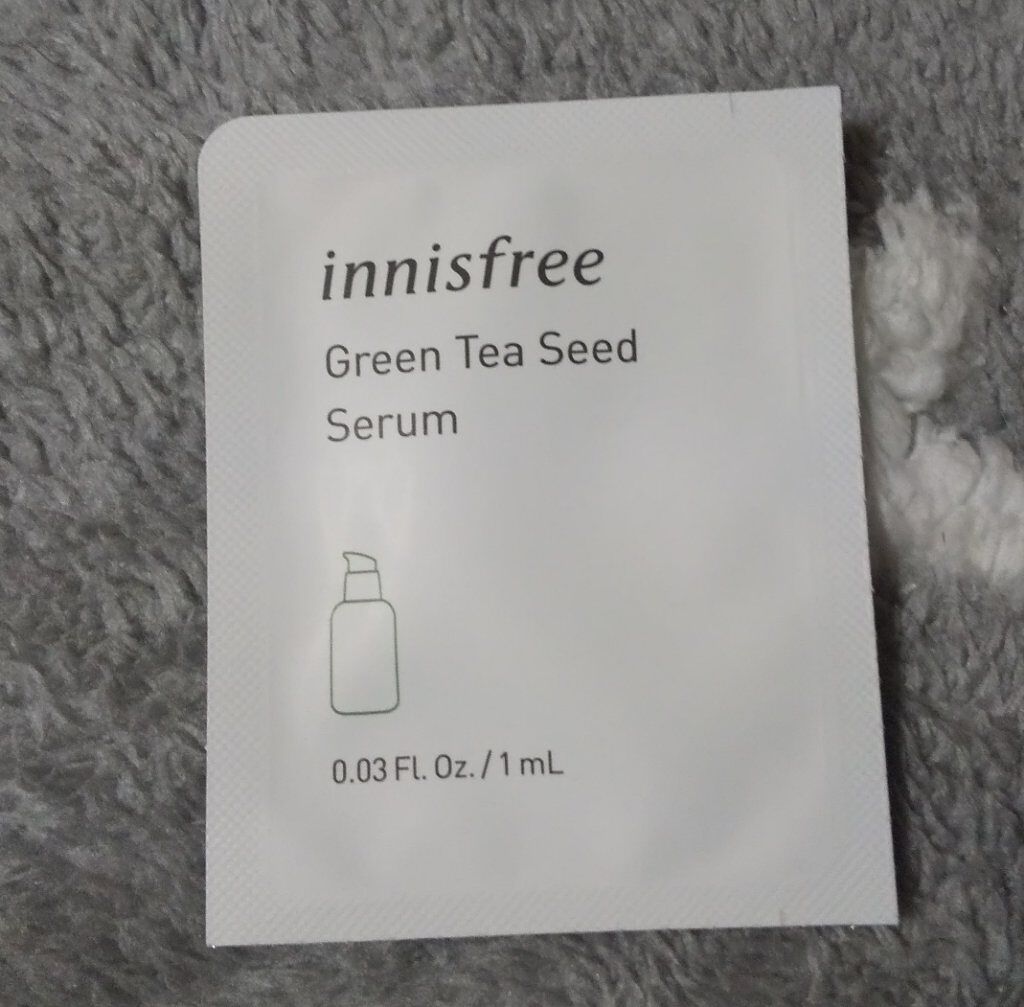 innisfree
Green Tea Seed
Serum
0.03 Fl. Oz. / 1 mL